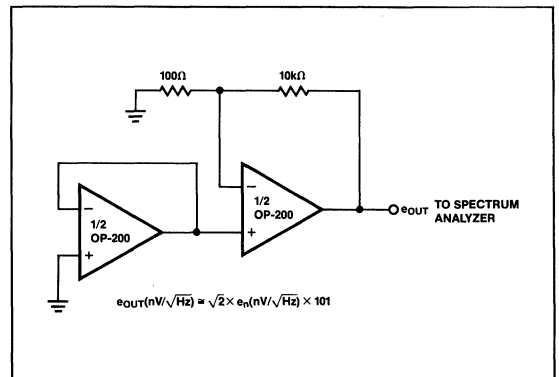 100Ω
10kΩ
−
1/2
OP-200
+
−
1/2
OP-200
+
eOUT TO SPECTRUM
ANALYZER
eOUT(nV/√Hz) ≅ √2 × en(nV/√Hz) × 101